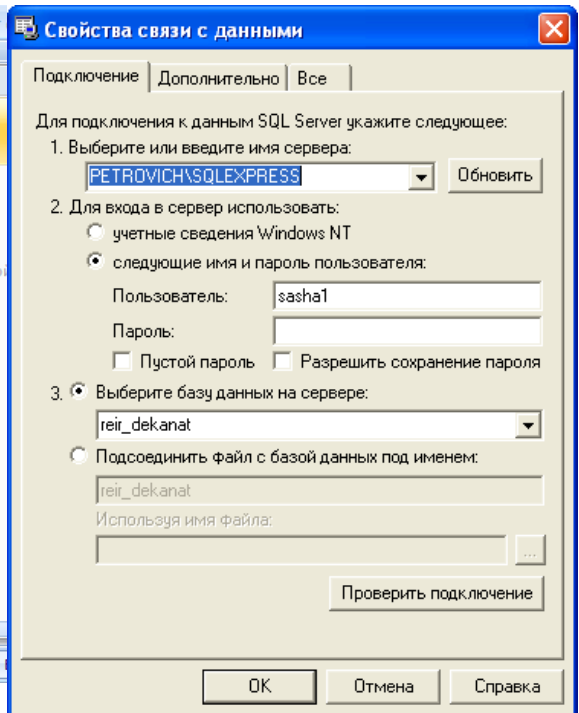 Свойства связи с данными
Подключение Дополнительно Все
Для подключения к данным SQL Server укажите следующее:
1. Выберите или введите имя сервера:
PETROVICH\SQLEXPRESS Обновить
2. Для входа в сервер использовать:
учетные сведения Windows NT
следующие имя и пароль пользователя:
Пользователь: sasha1
Пароль:
Пустой пароль Разрешить сохранение пароля
3. Выберите базу данных на сервере:
reir_dekanat
Подсоединить файл с базой данных под именем:
reir_dekanat
Используя имя файла:
...
Проверить подключение
OK Отмена Справка